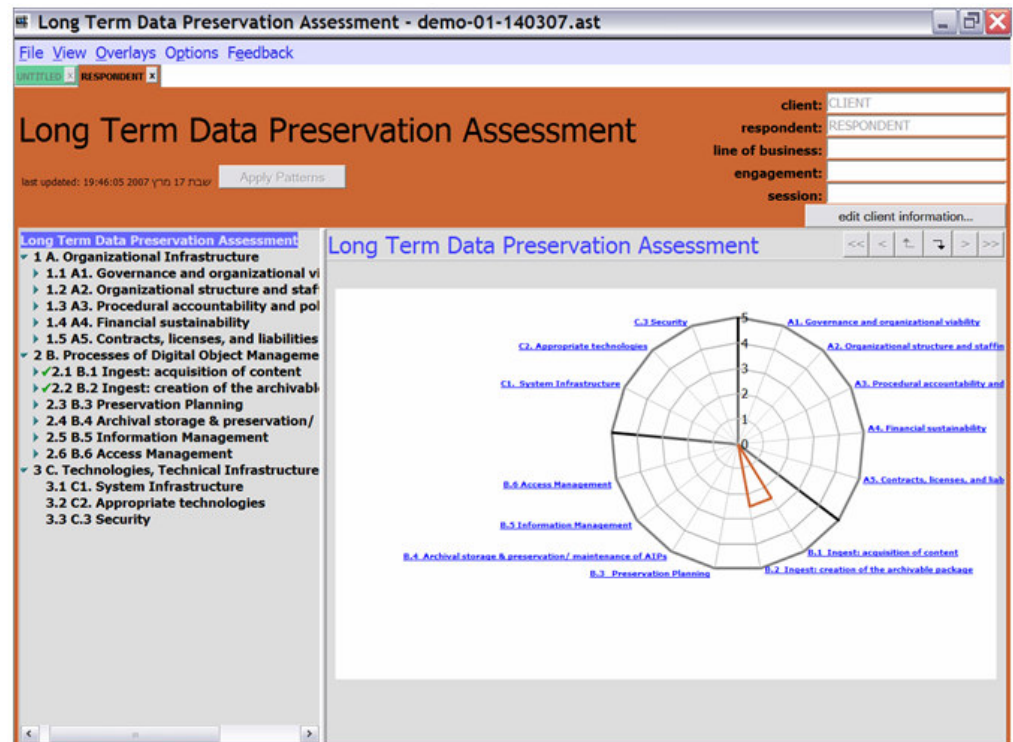 Long Term Data Preservation Assessment - demo-01-140307.ast
File View Overlays Options Feedback
UNTITLED x RESPONDENT x
Long Term Data Preservation Assessment
client: CLIENT
respondent: RESPONDENT
line of business:
engagement:
session:
last updated: 19:46:05 2007 שבת 17 מרץ
Apply Patterns
edit client information...
Long Term Data Preservation Assessment
1 A. Organizational Infrastructure
1.1 A1. Governance and organizational vi
1.2 A2. Organizational structure and staf
1.3 A3. Procedural accountability and pol
1.4 A4. Financial sustainability
1.5 A5. Contracts, licenses, and liabilities
2 B. Processes of Digital Object Manageme
✓2.1 B.1 Ingest: acquisition of content
✓2.2 B.2 Ingest: creation of the archivabl
2.3 B.3 Preservation Planning
2.4 B.4 Archival storage & preservation/
2.5 B.5 Information Management
2.6 B.6 Access Management
3 C. Technologies, Technical Infrastructure
3.1 C1. System Infrastructure
3.2 C2. Appropriate technologies
3.3 C.3 Security
Long Term Data Preservation Assessment
<< < > >>
C.3 Security
5
A1. Governance and organizational viability
C2. Appropriate technologies
4
A2. Organizational structure and staffin
3
C1. System Infrastructure
2
A3. Procedural accountability and
1
A4. Financial sustainability
0
B.6 Access Management
A5. Contracts, licenses, and liab
B.5 Information Management
B.4 Archival storage & preservation/ maintenance of AIPs
B.1 Ingest: acquisition of content
B.3 Preservation Planning
B.2 Ingest: creation of the archivable package